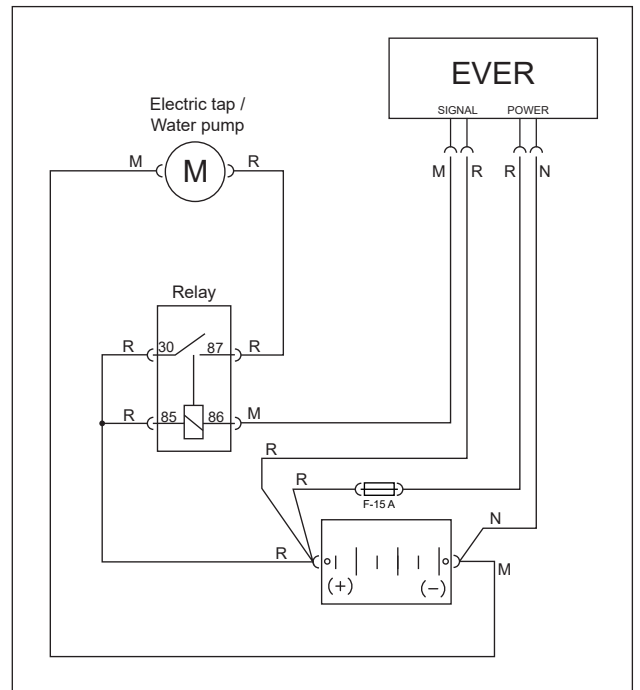 EVER
SIGNAL POWER
Electric tap /
Water pump
M M R
M R R N
Relay
R 30 87 R
R 85 86 M
R
R
F-15 A
N
R
M
(+) (-)